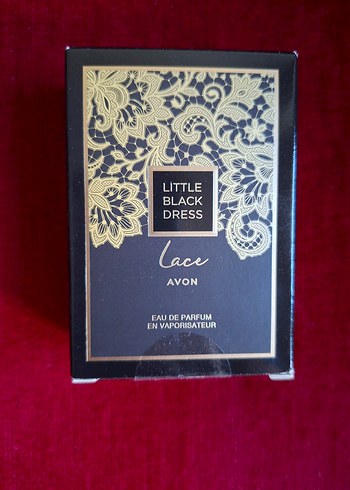 LITTLE
BLACK
DRESS
Lace
AVON
EAU DE PARFUM
EN VAPORISATEUR